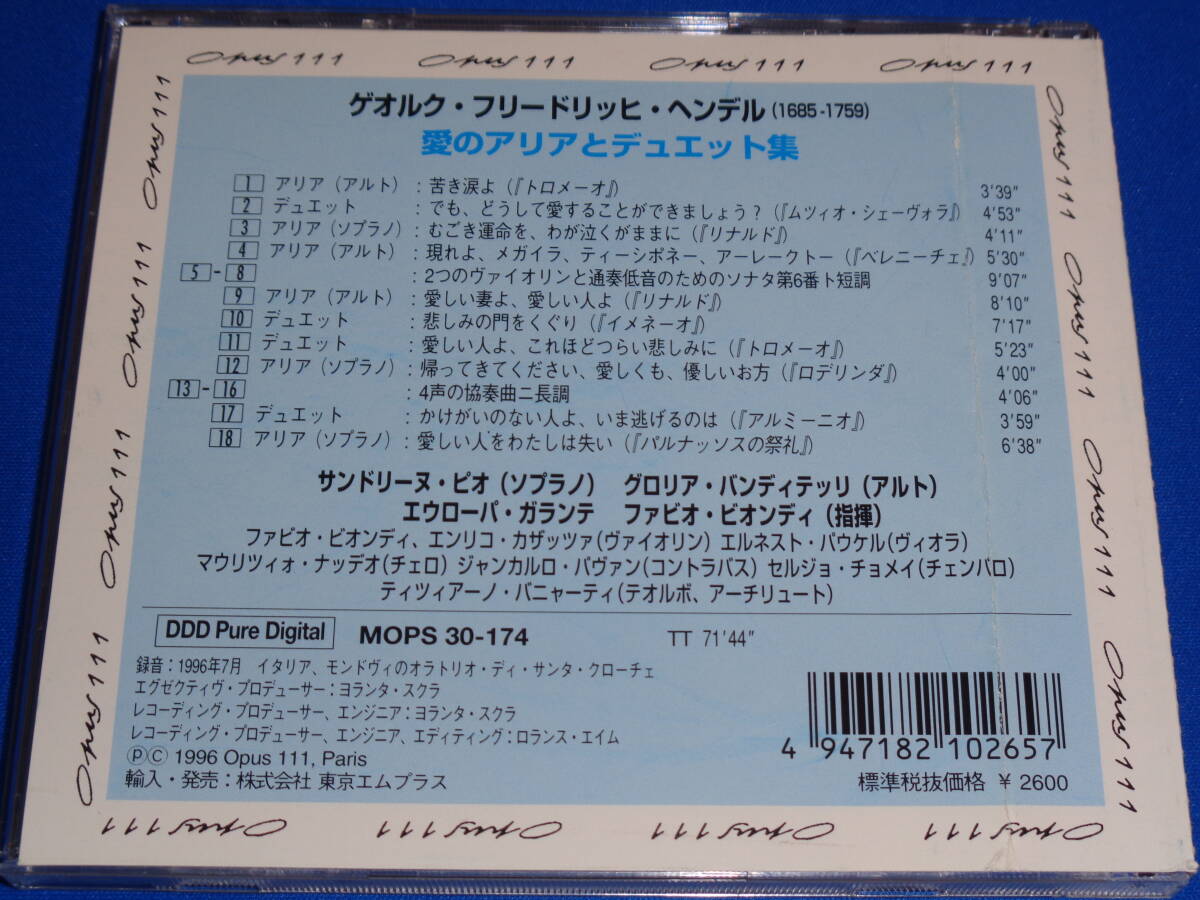 Opus 111 Opus 111 Opus 111 Opus 111
ゲオルク・フリードリッヒ・ヘンデル(1685-1759)
愛のアリアとデュエット集
1 アリア(アルト) : 苦き涙よ(『トロメーオ』) 3'39"
2 デュエット : でも、どうして愛することができましょう?(『ムツィオ・シェーヴォラ』) 4'53"
3 アリア(ソプラノ) : むごき運命を、わが泣くがままに(『リナルド』) 4'11"
4 アリア(アルト) : 現れよ、メガイラ、ティーシポネー、アーレークトー(『ベレニーチェ』) 5'30"
5-8 : 2つのヴァイオリンと通奏低音のためのソナタ第6番ト短調 9'07"
9 アリア(アルト) : 愛しい妻よ、愛しい人よ(『リナルド』) 8'10"
10 デュエット : 悲しみの門をくぐり(『イメネーオ』) 7'17"
11 デュエット : 愛しい人よ、これほどつらい悲しみに(『トロメーオ』) 5'23"
12 アリア(ソプラノ) : 帰ってきてください、愛しくも、優しいお方(『ロデリンダ』) 4'00"
13-16 : 4声の協奏曲ニ長調 4'06"
17 デュエット : かけがいのない人よ、いま逃げるのは(『アルミーニオ』) 3'59"
18 アリア(ソプラノ) : 愛しい人をわたしは失い(『パルナッソスの祭礼』) 6'38"
サンドリーヌ・ピオ(ソプラノ) グロリア・バンディテッリ(アルト)
エウローパ・ガランテ ファビオ・ビオンディ(指揮)
ファビオ・ビオンディ、エンリコ・カザッツァ(ヴァイオリン) エルネスト・バウケル(ヴィオラ)
マウリツィォ・ナッデオ(チェロ) ジャンカルロ・パヴァン(コントラバス) セルジョ・チョメイ(チェンバロ)
ティツィアーノ・バニャーティ(テオルボ、アーチリュート)
DDD Pure Digital MOPS 30-174 TT 71'44"
録音:1996年7月 イタリア、モンドヴィのオラトリオ・ディ・サンタ・クローチェ
エグゼクティヴ・プロデューサー:ヨランタ・スクラ
レコーディング・プロデューサー、エンジニア:ヨランタ・スクラ
レコーディング・プロデューサー、エンジニア、エディティング:ロランス・エイム
ⓅⒸ 1996 Opus 111, Paris
輸入・発売:株式会社 東京エムプラス
4 947182 102657
標準税抜価格 ¥ 2600
Opus 111 Opus 111 Opus 111 Opus 111
Opus 111 Opus 111 Opus 111 Opus 111
Opus 111 Opus 111 Opus 111 Opus 111